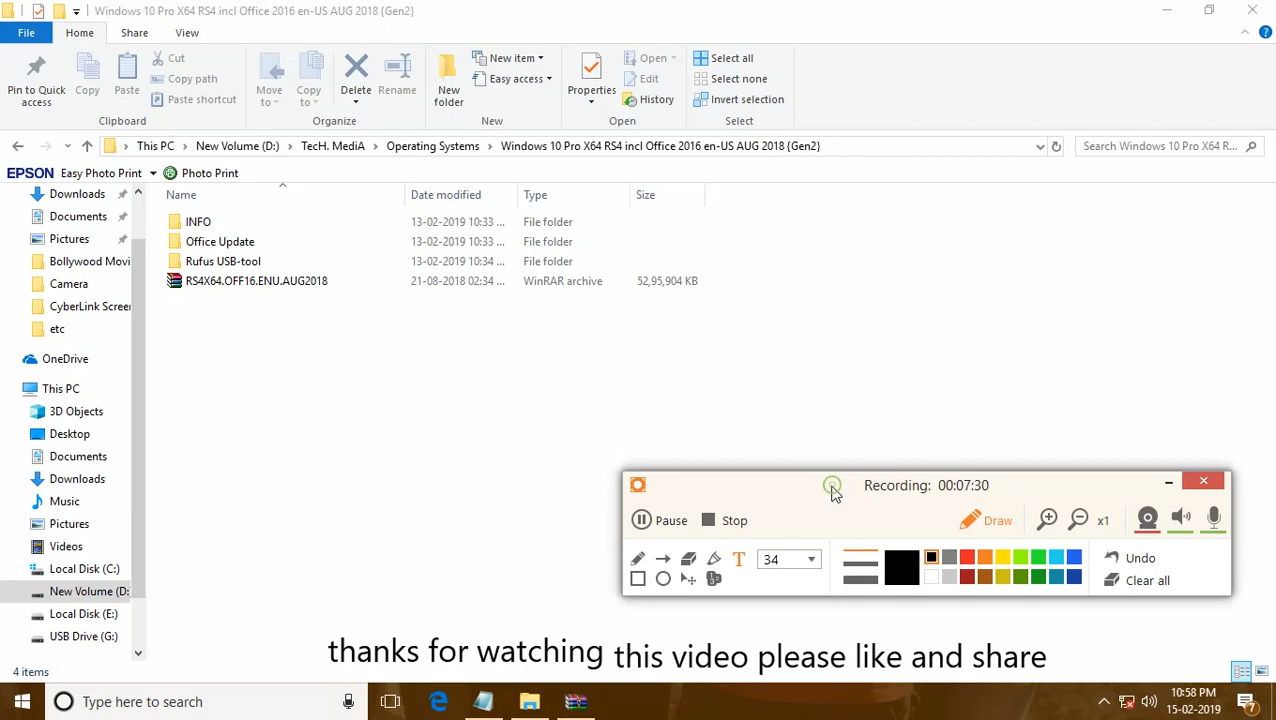 Windows 10 Pro X64 RS4 incl Office 2016 en-US AUG 2018 {Gen2}
File Home Share View
Pin to Quick access
Copy
Paste
Cut
Copy path
Paste shortcut
Clipboard
Move to
Copy to
Delete
Rename
Organize
New folder
New item
Easy access
New
Properties
Open
Edit
History
Open
Select all
Select none
Invert selection
Select
This PC > New Volume (D:) > TecH. MediA > Operating Systems > Windows 10 Pro X64 RS4 incl Office 2016 en-US AUG 2018 {Gen2}
Search Windows 10 Pro X64 R...
EPSON Easy Photo Print Photo Print
Downloads
Documents
Pictures
Bollywood Movi
Camera
CyberLink Screen
etc
OneDrive
This PC
3D Objects
Desktop
Documents
Downloads
Music
Pictures
Videos
Local Disk (C:)
New Volume (D:
Local Disk (E:)
USB Drive (G:)
Name Date modified Type Size
INFO 13-02-2019 10:33 ... File folder
Office Update 13-02-2019 10:33 ... File folder
Rufus USB-tool 13-02-2019 10:34 ... File folder
RS4X64.OFF16.ENU.AUG2018 21-08-2018 02:34 ... WinRAR archive 52,95,904 KB
Recording: 00:07:30
Pause Stop Draw x1
T 34 Undo
Clear all
thanks for watching this video please like and share
4 items
Type here to search
10:58 PM
15-02-2019
7